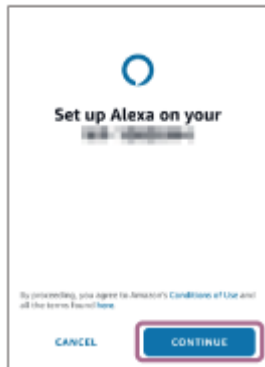 Set up Alexa on your
By proceeding, you agree to Amazon's Conditions of Use and
all the terms found here.
CANCEL
CONTINUE